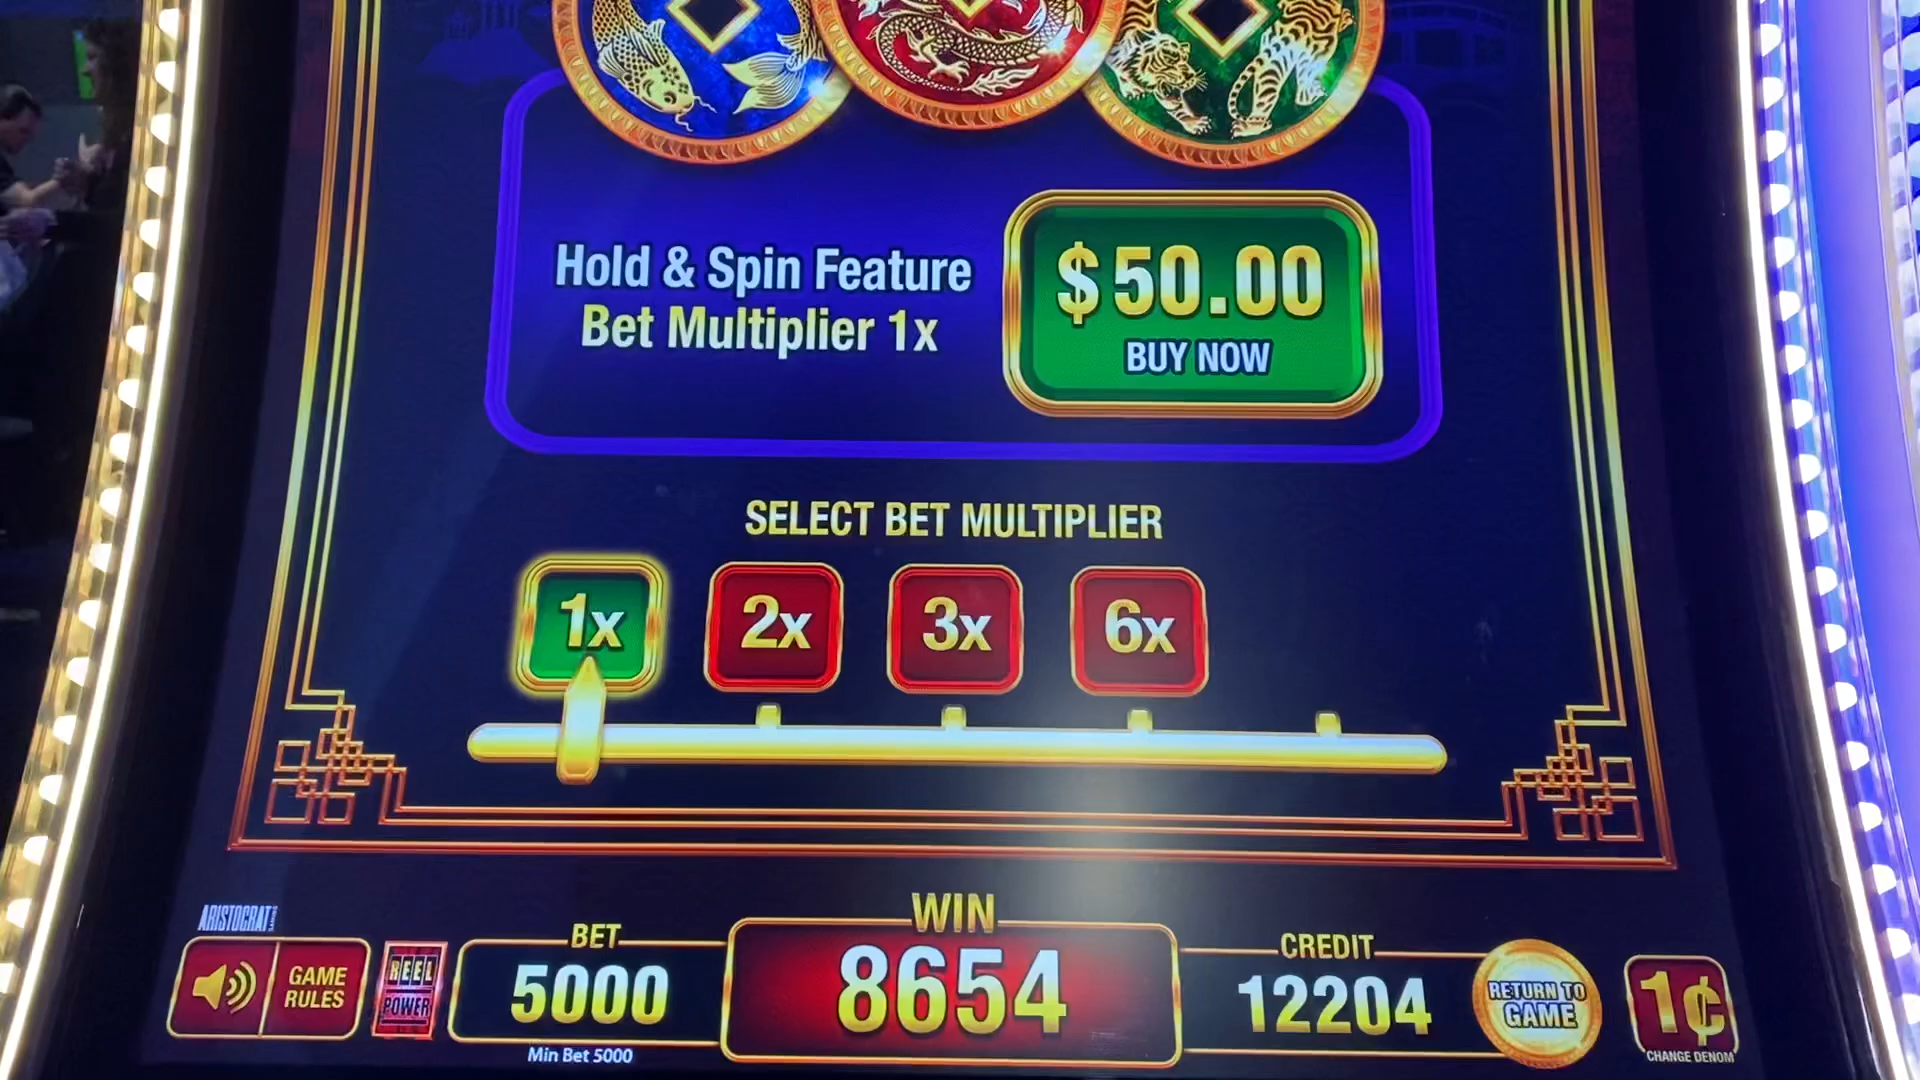 Hold & Spin Feature
Bet Multiplier 1x
$50.00
BUY NOW
SELECT BET MULTIPLIER
1x
2x
3x
6x
ARISTOCRAT
GAME
RULES
REEL
POWER
BET
5000
Min Bet 5000
WIN
8654
CREDIT
12204
RETURN TO
GAME
1¢
CHANGE DENOM